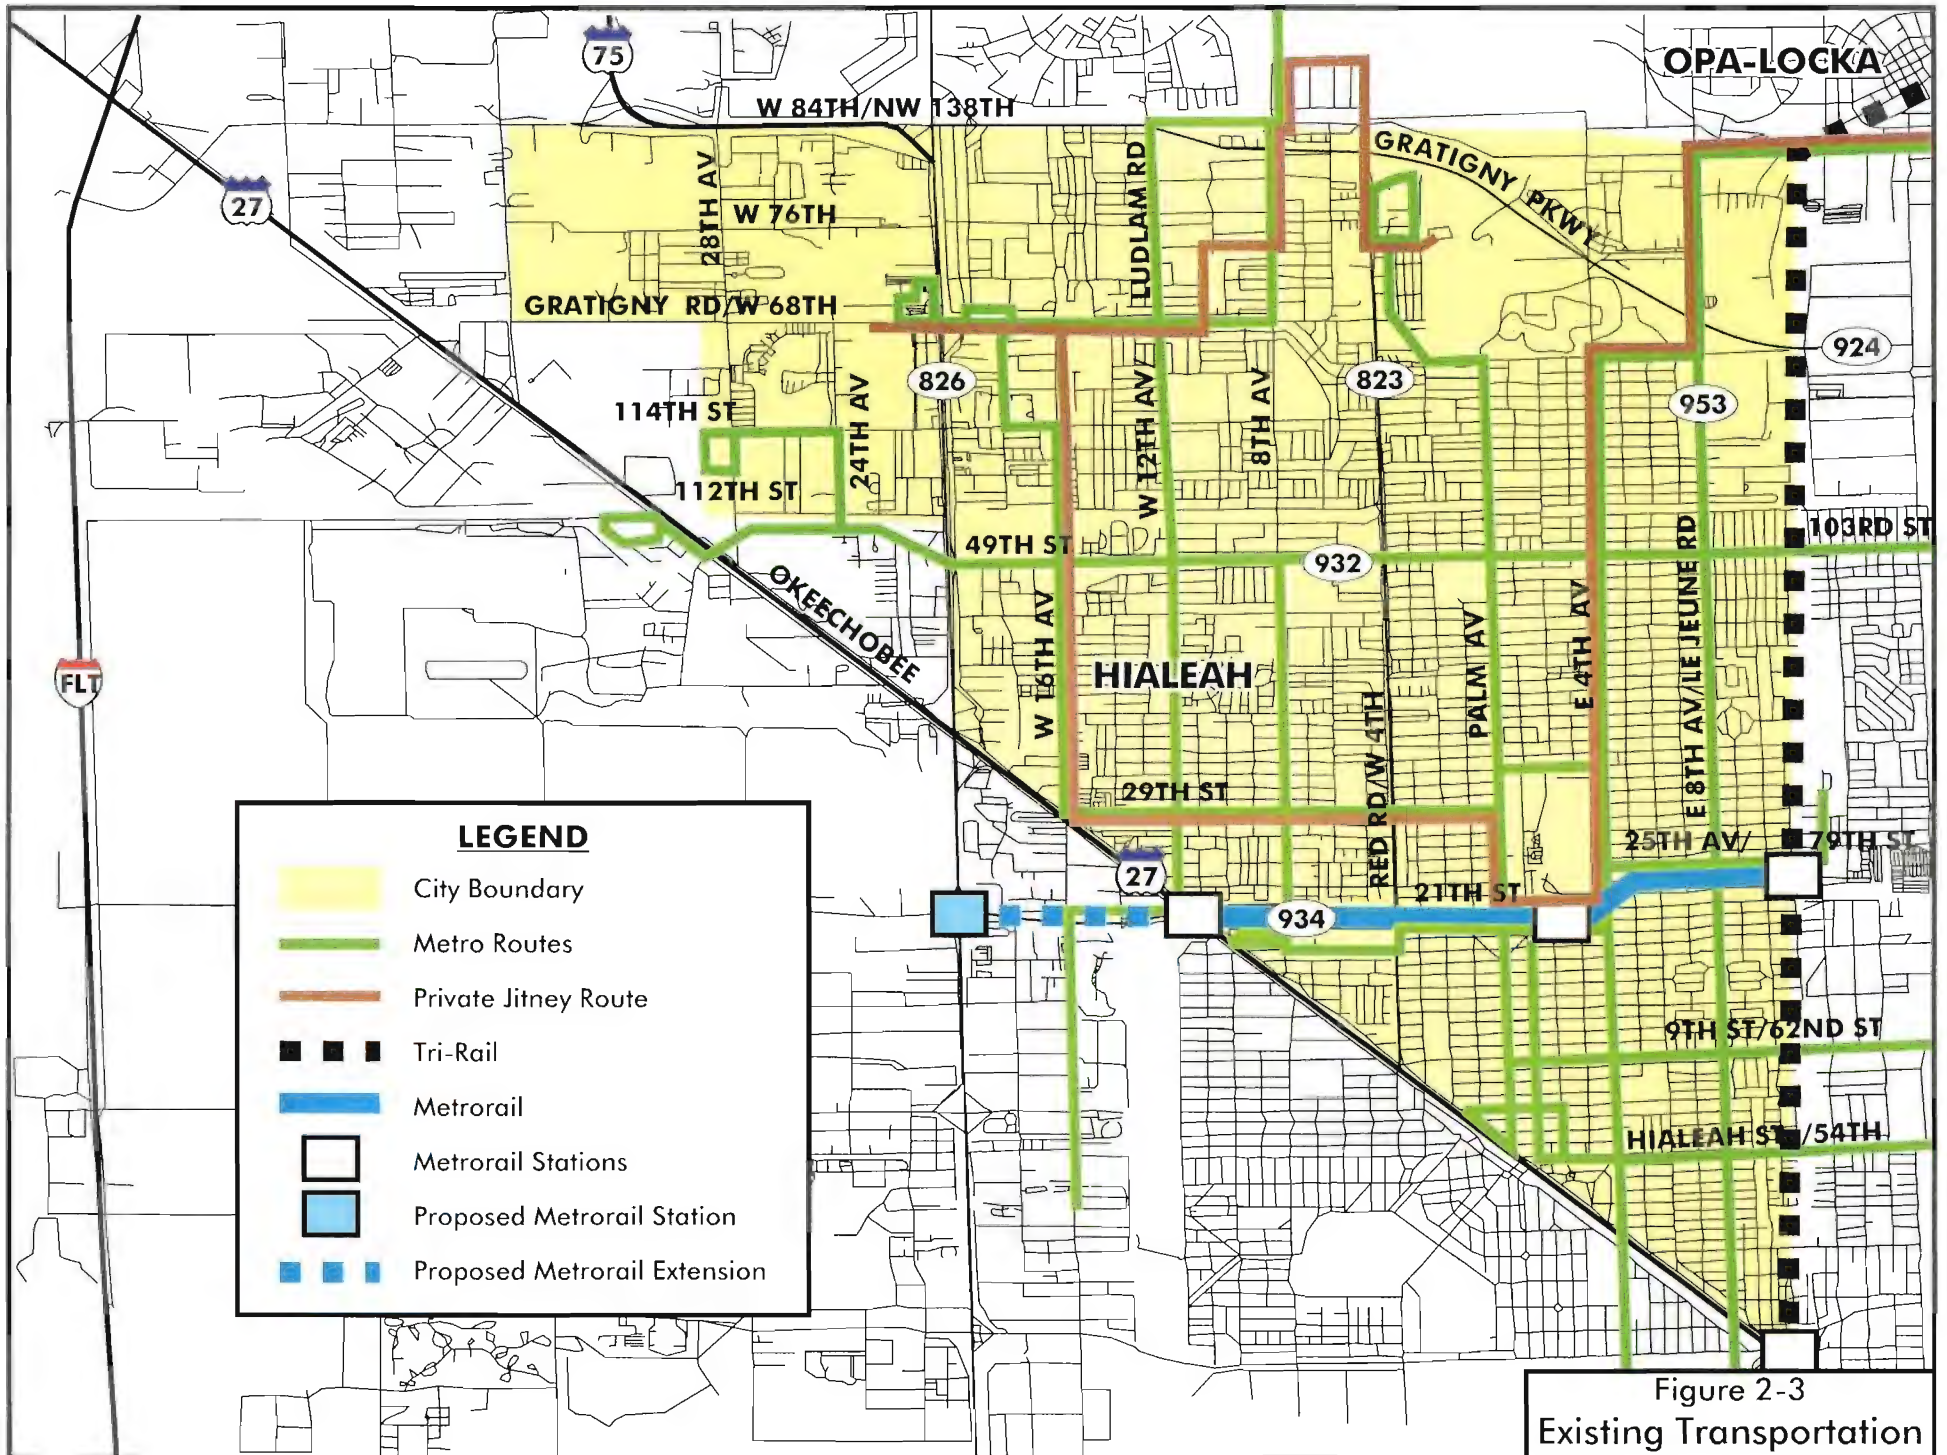 OPA-LOCKA
75
W 84TH/NW 138TH
GRATIGNY PKWY
LUDLAM RD
28TH AV
27
W 76TH
GRATIGNY RD/W 68TH
924
826
823
953
114TH ST
24TH AV
W 12TH AV/
8TH AV
112TH ST
103RD ST
49TH ST
932
OKEECHOBEE
E 8TH AV/LE JEUNE RD
W 16TH AV
PALM AV
E 4TH AV
FLT
HIALEAH
RED RD/W 4TH
29TH ST
25TH AV/
79TH ST
27
21TH ST
934
9TH ST/62ND ST
HIALEAH ST /54TH
LEGEND
City Boundary
Metro Routes
Private Jitney Route
Tri-Rail
Metrorail
Metrorail Stations
Proposed Metrorail Station
Proposed Metrorail Extension
Figure 2-3
Existing Transportation